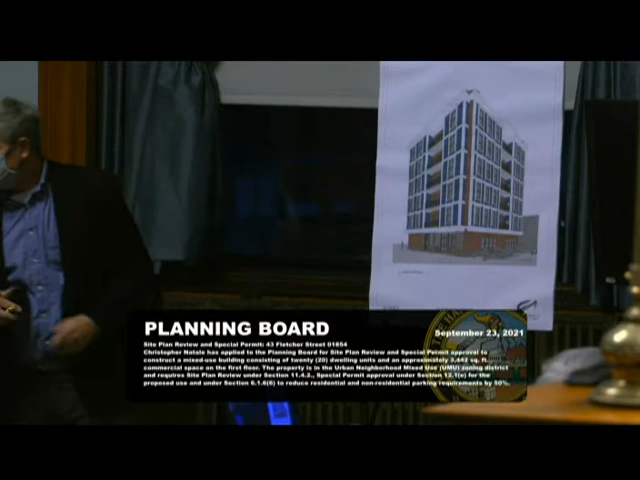 PLANNING BOARD
September 23, 2021
Site Plan Review and Special Permit: 43 Fletcher Street 01854
Christopher Natale has applied to the Planning Board for Site Plan Review and Special Permit approval to
construct a mixed-use building consisting of twenty (20) dwelling units and an approximately 3,642 sq. ft.
commercial space on the first floor. The property is in the Urban Neighborhood Mixed Use (UMU) zoning district
and requires Site Plan Review under Section 11.4.2., Special Permit approval under Section 12.1(e) for the
proposed use and under Section 6.1.6(6) to reduce residential and non-residential parking requirements by 50%.